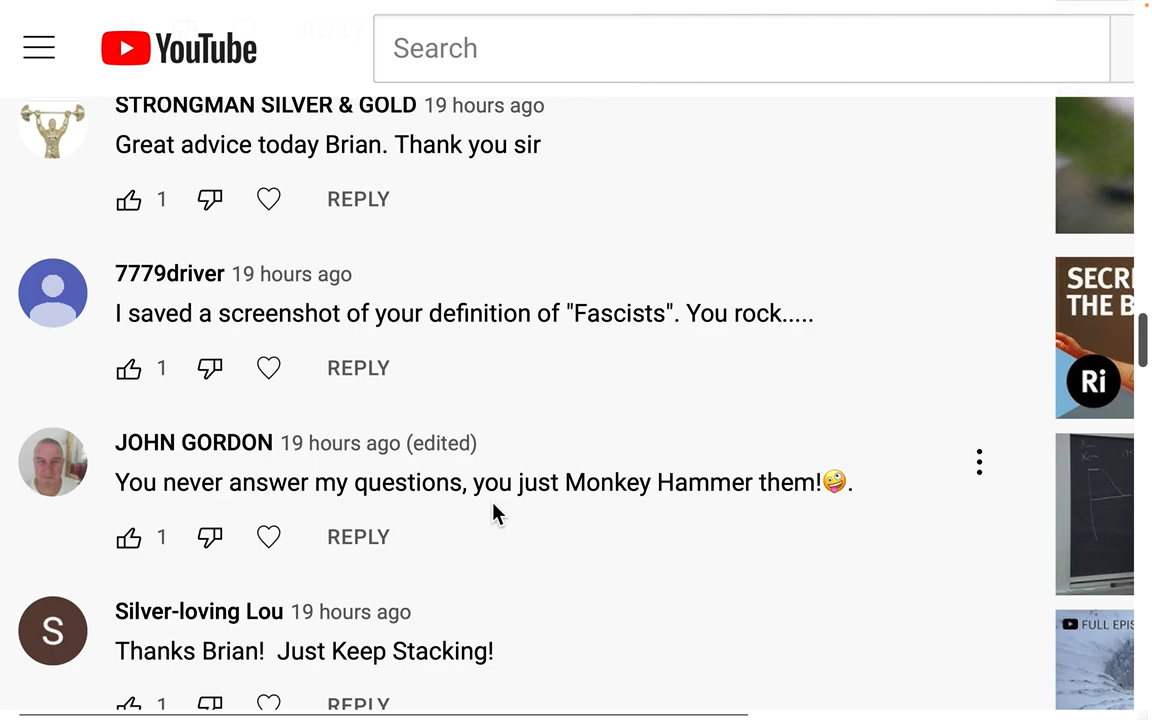 YouTube
Search
STRONGMAN SILVER & GOLD 19 hours ago
Great advice today Brian. Thank you sir
1 REPLY
7779driver 19 hours ago
I saved a screenshot of your definition of "Fascists". You rock.....
1 REPLY
JOHN GORDON 19 hours ago (edited)
You never answer my questions, you just Monkey Hammer them!🤪.
1 REPLY
Silver-loving Lou 19 hours ago
S
Thanks Brian!  Just Keep Stacking!
1 REPLY
SECR
THE B
Ri
FULL EPIS